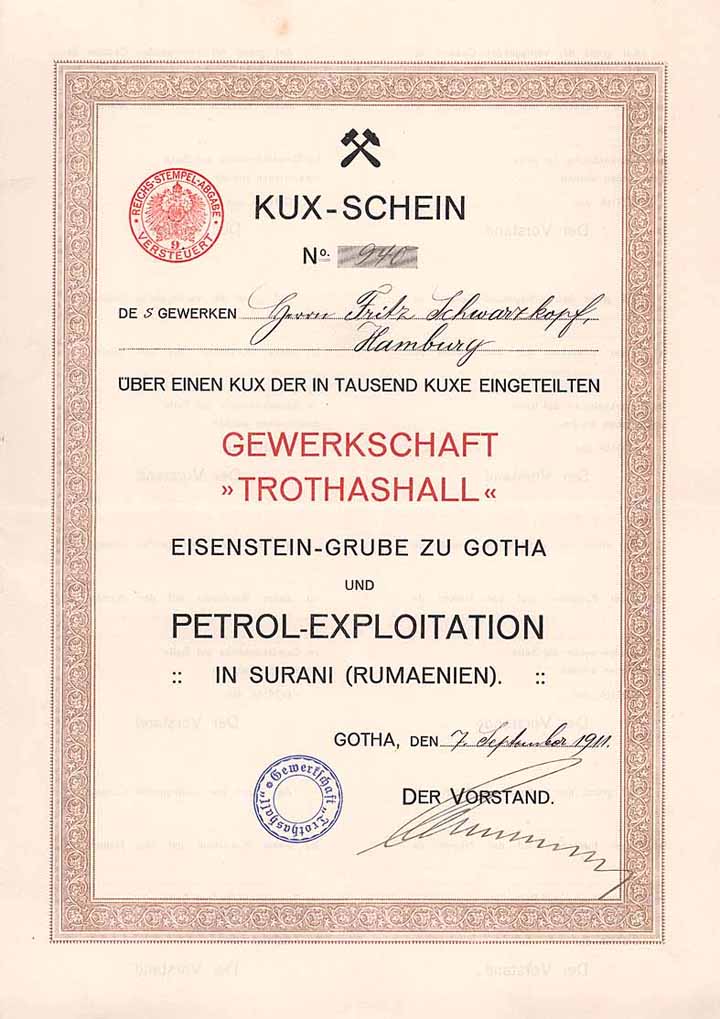 REICHS-STEMPEL-ABGABE
9.
VERSTEUERT
KUX-SCHEIN
No. 940
DE s GEWERKEN Herrn Fritz Schwarzkopf,
Hamburg
ÜBER EINEN KUX DER IN TAUSEND KUXE EINGETEILTEN
GEWERKSCHAFT
»TROTHASHALL«
EISENSTEIN-GRUBE ZU GOTHA
UND
PETROL-EXPLOITATION
:: IN SURANI (RUMAENIEN). ::
GOTHA, DEN 7. September 1911.
Gewerkschaft „Trothashall“
DER VORSTAND.